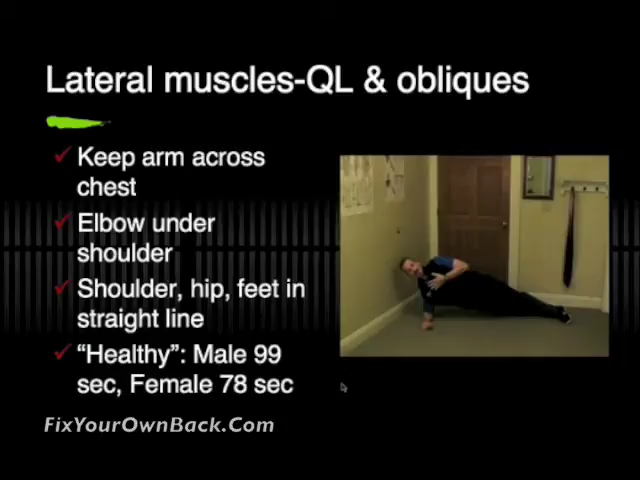 Lateral muscles-QL & obliques
Keep arm across
chest
Elbow under
shoulder
Shoulder, hip, feet in
straight line
“Healthy”: Male 99
sec, Female 78 sec
FixYourOwnBack.Com